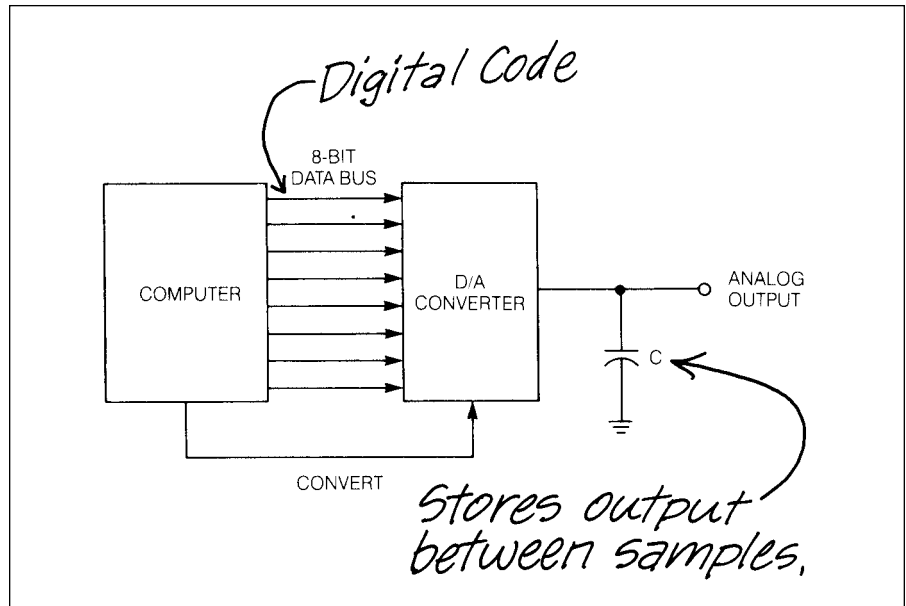 Digital Code
8-BIT
DATA BUS
COMPUTER
D/A
CONVERTER
ANALOG
OUTPUT
C
CONVERT
Stores output
between samples.